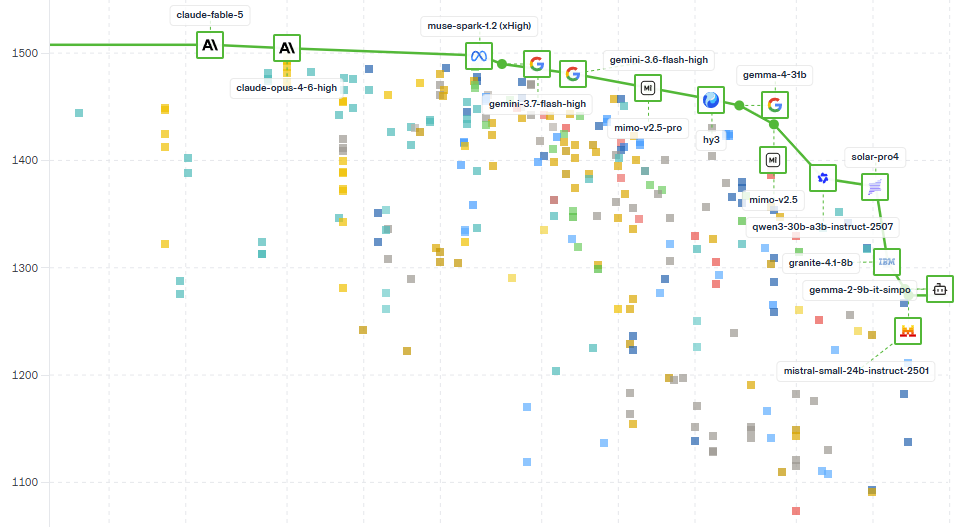 claude-fable-5
muse-spark-1.2 (xHigh)
1500
gemini-3.6-flash-high
gemma-4-31b
claude-opus-4-6-high
gemini-3.7-flash-high
MI
mimo-v2.5-pro
hy3
1400
MI
solar-pro4
mimo-v2.5
qwen3-30b-a3b-instruct-2507
1300
granite-4.1-8b
IBM
gemma-2-9b-it-simpo
1200
mistral-small-24b-instruct-2501
1100